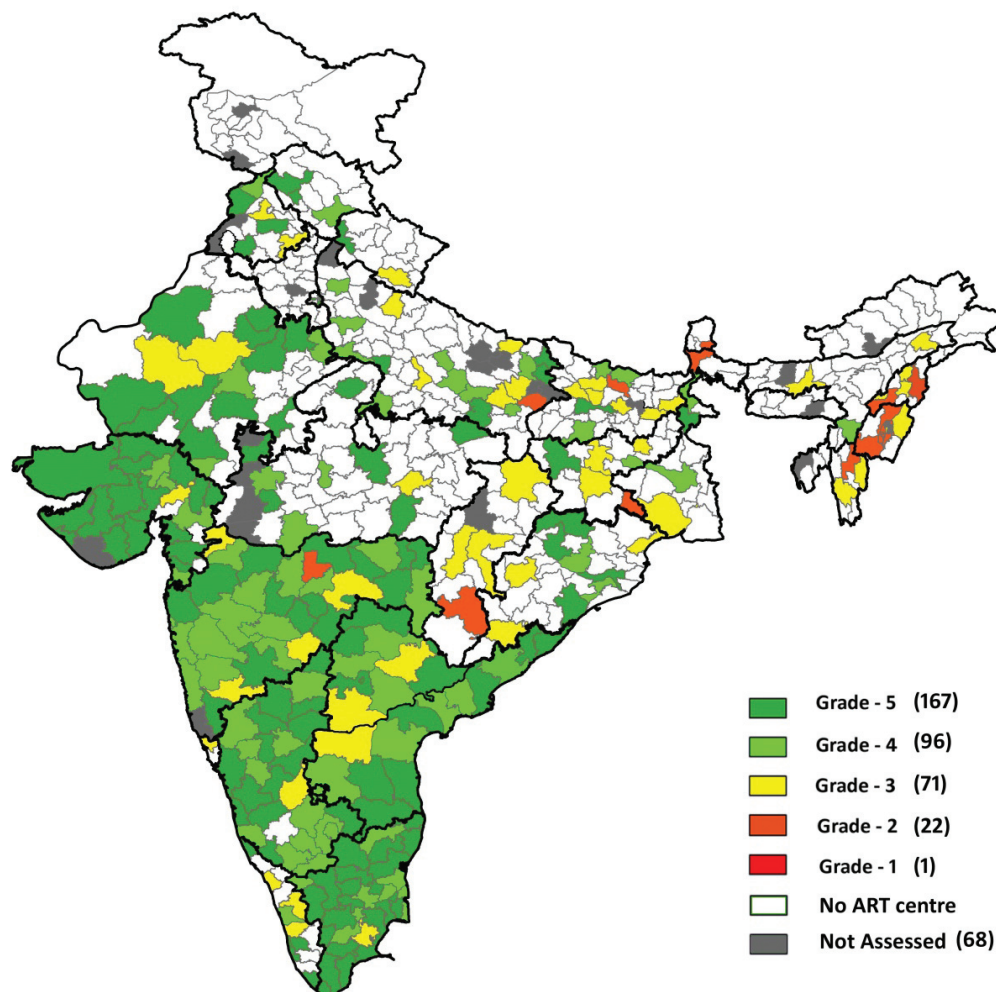 Grade - 5 (167)
Grade - 4 (96)
Grade - 3 (71)
Grade - 2 (22)
Grade - 1 (1)
No ART centre
Not Assessed (68)